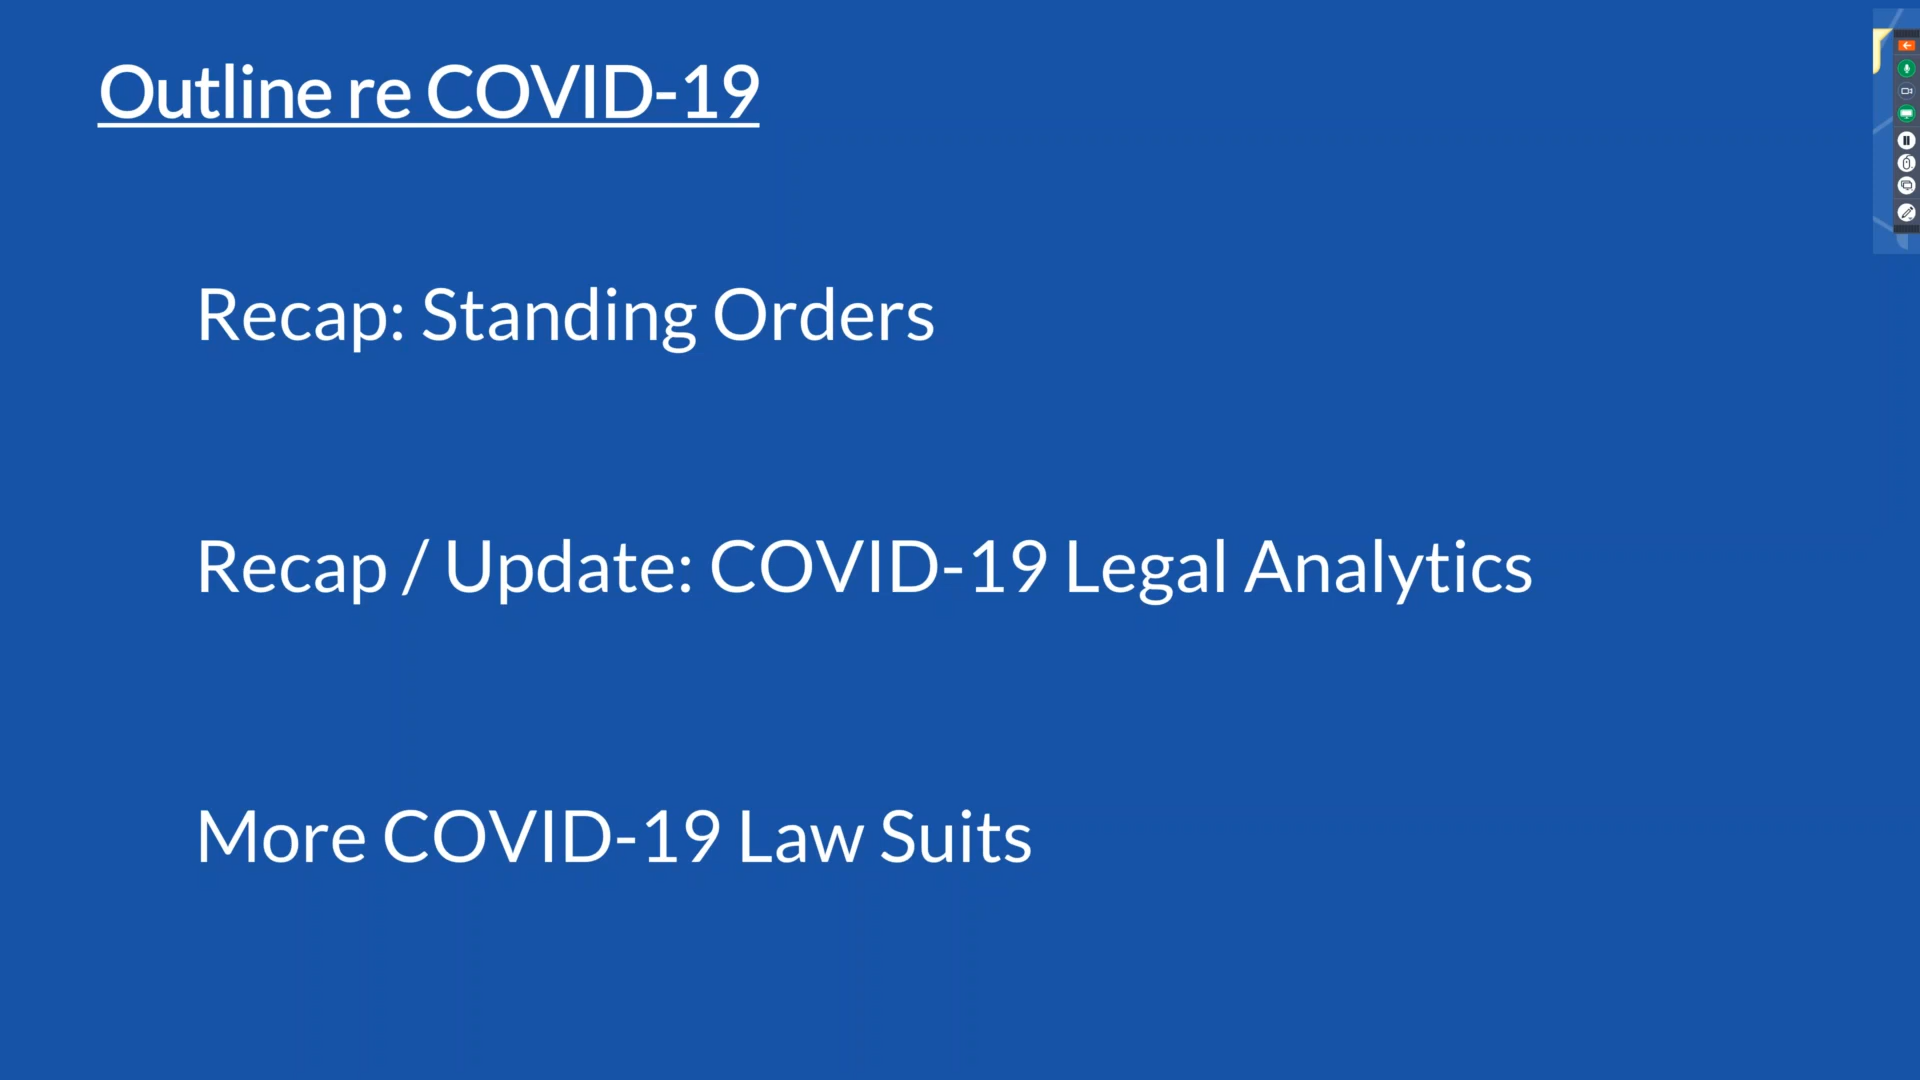 Outline re COVID-19
Recap: Standing Orders
Recap / Update: COVID-19 Legal Analytics
More COVID-19 Law Suits